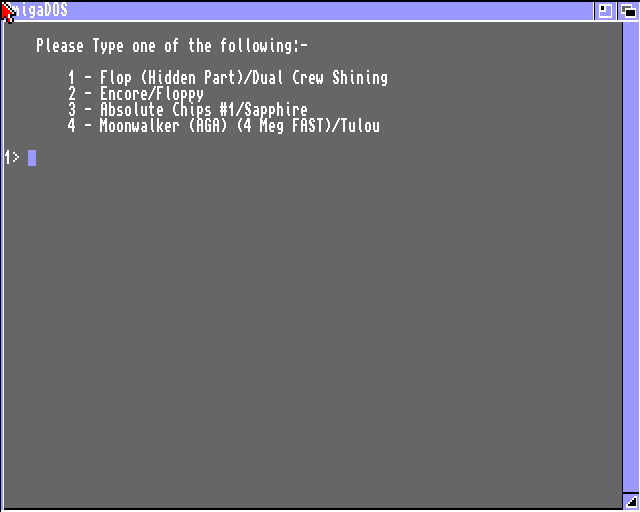 AmigaDOS
Please Type one of the following:-
1 - Flop (Hidden Part)/Dual Crew Shining
2 - Encore/Floppy
3 - Absolute Chips #1/Sapphire
4 - Moonwalker (AGA) (4 Meg FAST)/Tulou
1>